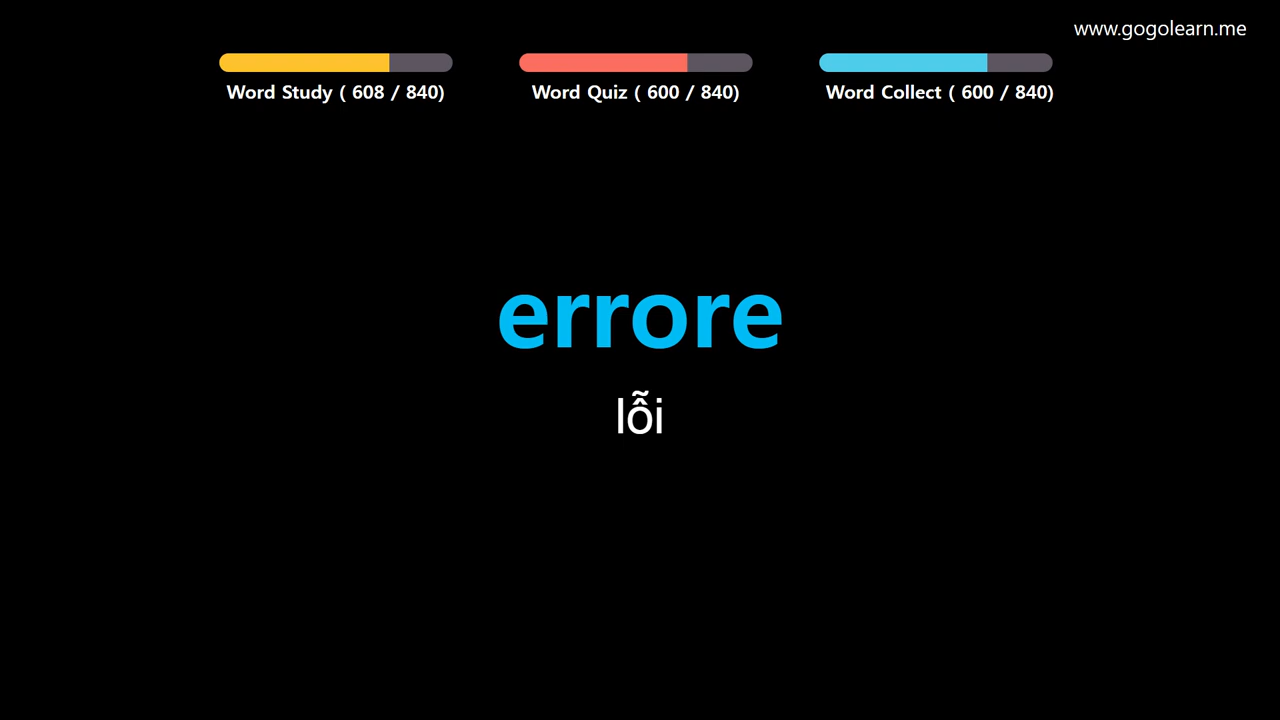 www.gogolearn.me
Word Study ( 608 / 840)
Word Quiz ( 600 / 840)
Word Collect ( 600 / 840)
errore
lỗi